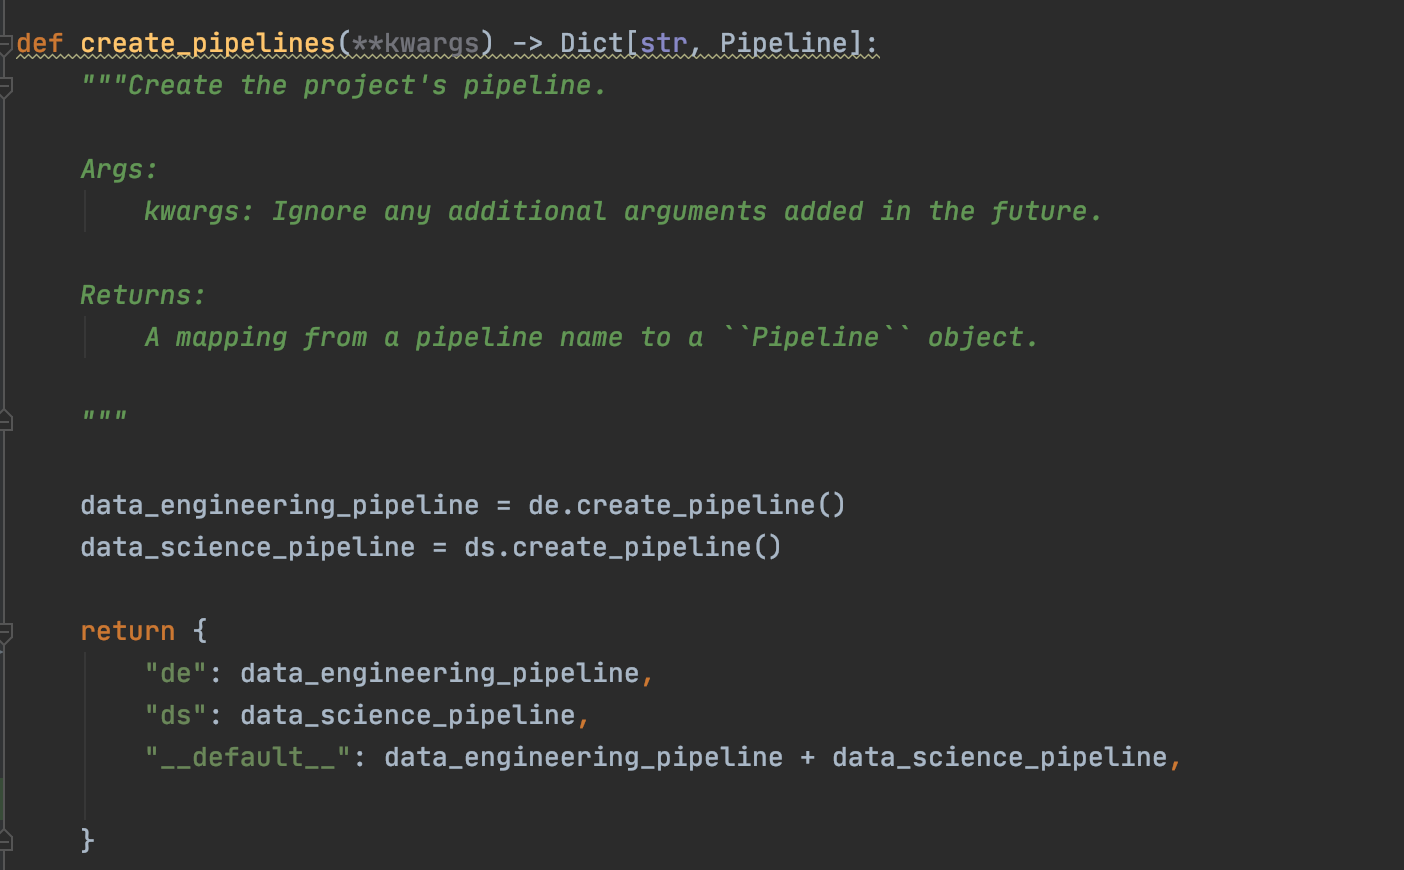 def create_pipelines(**kwargs) -> Dict[str, Pipeline]:
    """Create the project's pipeline.

    Args:
        kwargs: Ignore any additional arguments added in the future.

    Returns:
        A mapping from a pipeline name to a ``Pipeline`` object.

    """

    data_engineering_pipeline = de.create_pipeline()
    data_science_pipeline = ds.create_pipeline()

    return {
        "de": data_engineering_pipeline,
        "ds": data_science_pipeline,
        "__default__": data_engineering_pipeline + data_science_pipeline,

    }